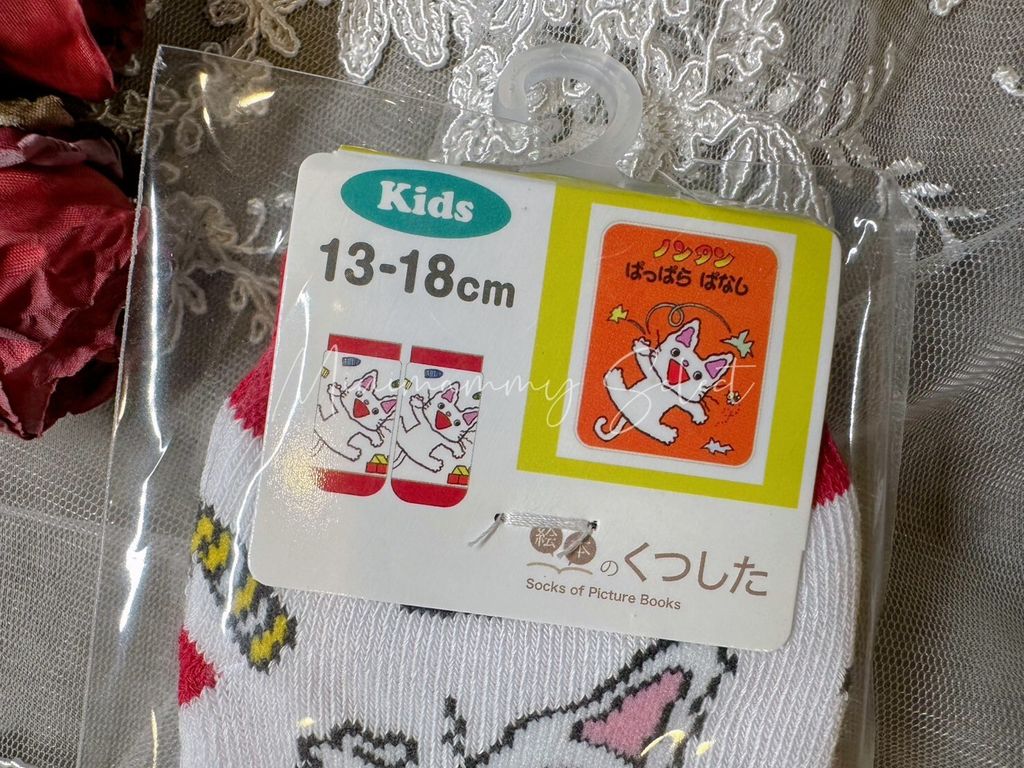 Kids
13-18cm
ノンタン
ぱっぱら ぱなし
絵本のくつした
Socks of Picture Books